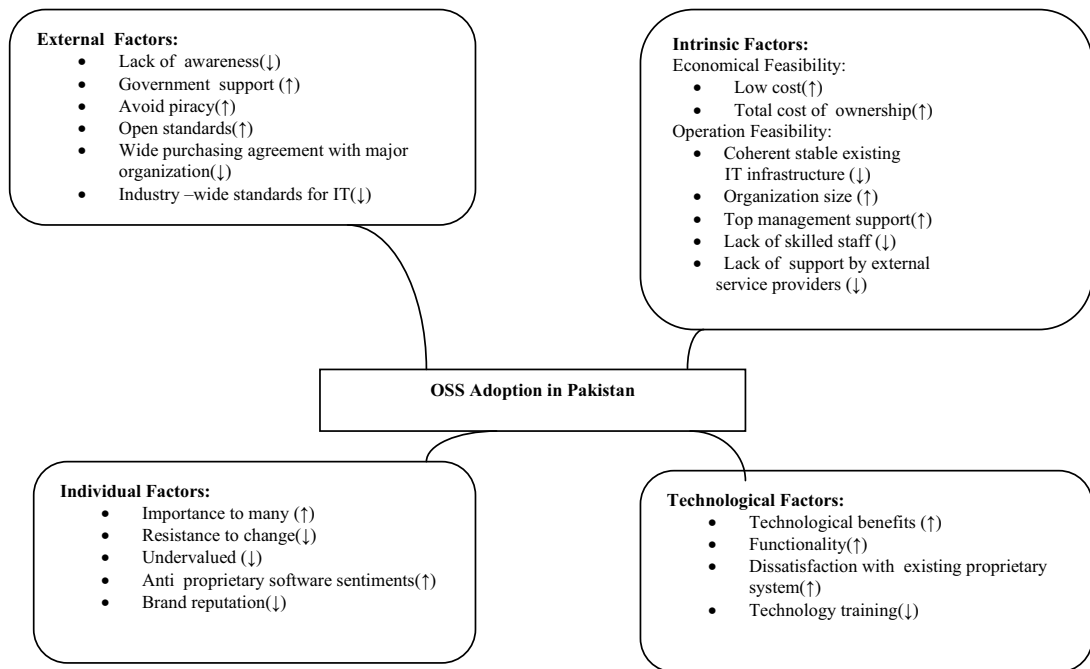 External Factors:
• Lack of awareness(↓)
• Government support (↑)
• Avoid piracy(↑)
• Open standards(↑)
• Wide purchasing agreement with major
organization(↓)
• Industry –wide standards for IT(↓)
Intrinsic Factors:
Economical Feasibility:
• Low cost(↑)
• Total cost of ownership(↑)
Operation Feasibility:
• Coherent stable existing
IT infrastructure (↓)
• Organization size (↑)
• Top management support(↑)
• Lack of skilled staff (↓)
• Lack of support by external
service providers (↓)
OSS Adoption in Pakistan
Individual Factors:
• Importance to many (↑)
• Resistance to change(↓)
• Undervalued (↓)
• Anti proprietary software sentiments(↑)
• Brand reputation(↓)
Technological Factors:
• Technological benefits (↑)
• Functionality(↑)
• Dissatisfaction with existing proprietary
system(↑)
• Technology training(↓)